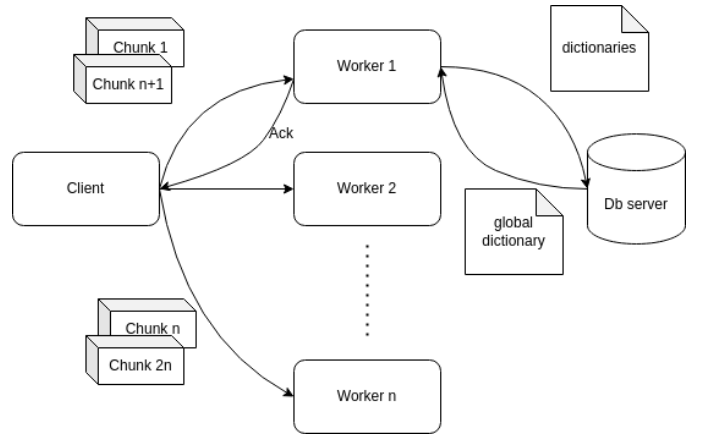 Chunk 1
Chunk n+1
Worker 1
dictionaries
Ack
Client
Worker 2
Db server
global
dictionary
Chunk n
Chunk 2n
Worker n